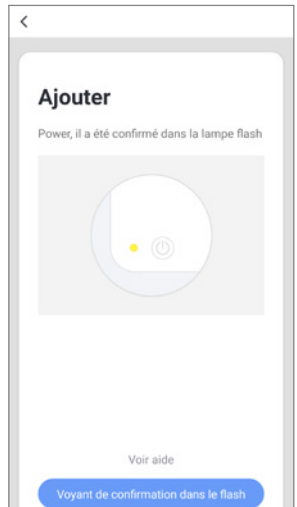 Ajouter
Power, il a été confirmé dans la lampe flash
Voir aide
Voyant de confirmation dans le flash